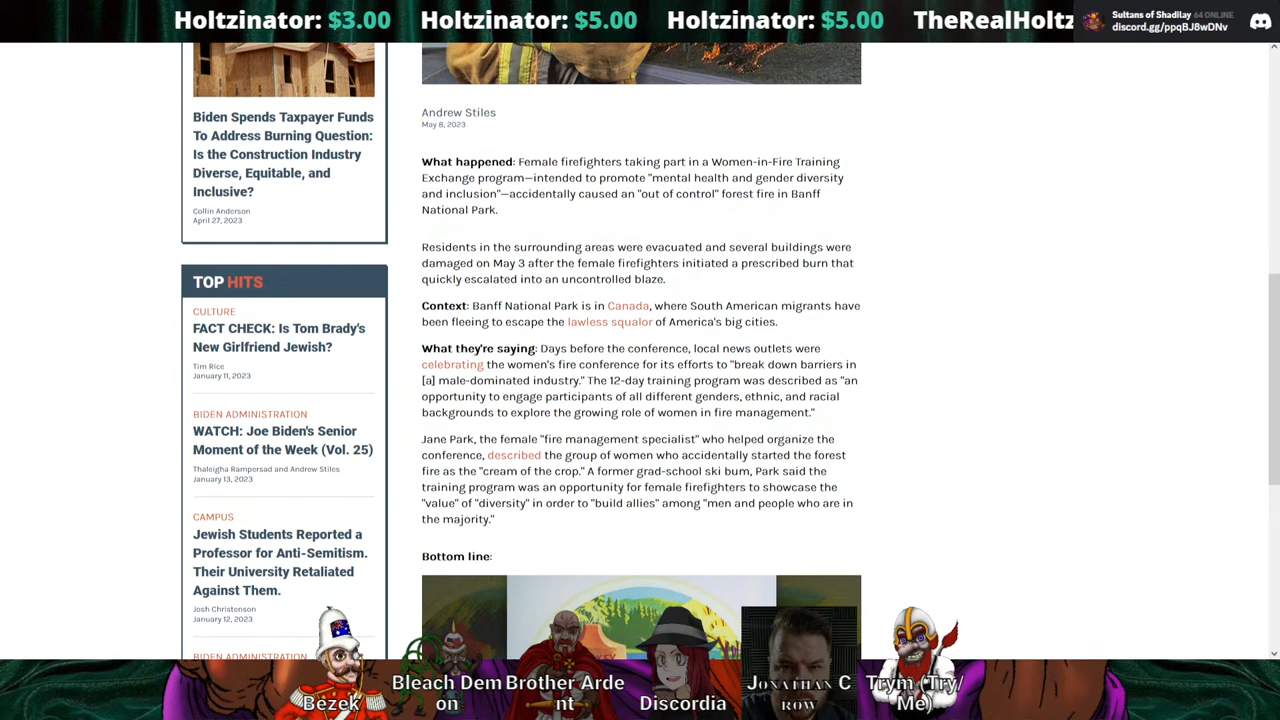 Holtzinator: $3.00 Holtzinator: $5.00 Holtzinator: $5.00 TheRealHoltz
Sultans of Shadilay 64 ONLINE
discord.gg/ppqBJ8wDNv
Biden Spends Taxpayer Funds
To Address Burning Question:
Is the Construction Industry
Diverse, Equitable, and
Inclusive?
Collin Anderson
April 27, 2023
TOP HITS
CULTURE
FACT CHECK: Is Tom Brady's
New Girlfriend Jewish?
Tim Rice
January 11, 2023
BIDEN ADMINISTRATION
WATCH: Joe Biden's Senior
Moment of the Week (Vol. 25)
Thaleigha Rampersad and Andrew Stiles
January 13, 2023
CAMPUS
Jewish Students Reported a
Professor for Anti-Semitism.
Their University Retaliated
Against Them.
Josh Christenson
January 12, 2023
BIDEN ADMINISTRATION
Andrew Stiles
May 8, 2023
What happened: Female firefighters taking part in a Women-in-Fire Training
Exchange program—intended to promote "mental health and gender diversity
and inclusion"—accidentally caused an "out of control" forest fire in Banff
National Park.
Residents in the surrounding areas were evacuated and several buildings were
damaged on May 3 after the female firefighters initiated a prescribed burn that
quickly escalated into an uncontrolled blaze.
Context: Banff National Park is in Canada, where South American migrants have
been fleeing to escape the lawless squalor of America's big cities.
What they're saying: Days before the conference, local news outlets were
celebrating the women's fire conference for its efforts to "break down barriers in
[a] male-dominated industry." The 12-day training program was described as "an
opportunity to engage participants of all different genders, ethnic, and racial
backgrounds to explore the growing role of women in fire management."
Jane Park, the female "fire management specialist" who helped organize the
conference, described the group of women who accidentally started the forest
fire as the "cream of the crop." A former grad-school ski bum, Park said the
training program was an opportunity for female firefighters to showcase the
"value" of "diversity" in order to "build allies" among "men and people who are in
the majority."
Bottom line:
Bezek
Bleach Dem
on
Brother Arde
nt
Discordia
Jonathan C
row
Trym (Try/
Me)